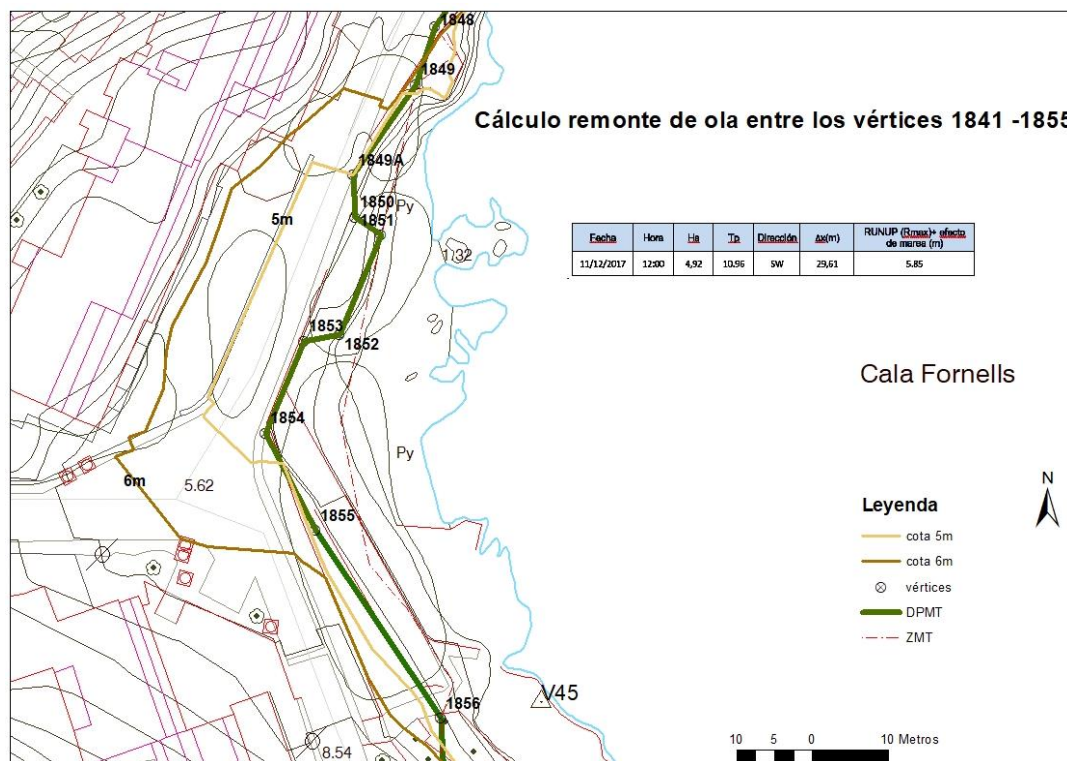 1848
1849
Cálculo remonte de ola entre los vértices 1841 -1855
1849A
1850
Py
5m
1851
1.32
Fecha Hora Hs Tp Dirección Δx(m) RUNUP (Rmax)+ efecto de marea (m)
11/12/2017 12:00 4,92 10.96 SW 29,61 5.85
1853
1852
Cala Fornells
1854
Py
6m
5.62
N
Leyenda
1855
cota 5m
cota 6m
vértices
DPMT
ZMT
V45
1856
8.54
10 5 0 10 Metros